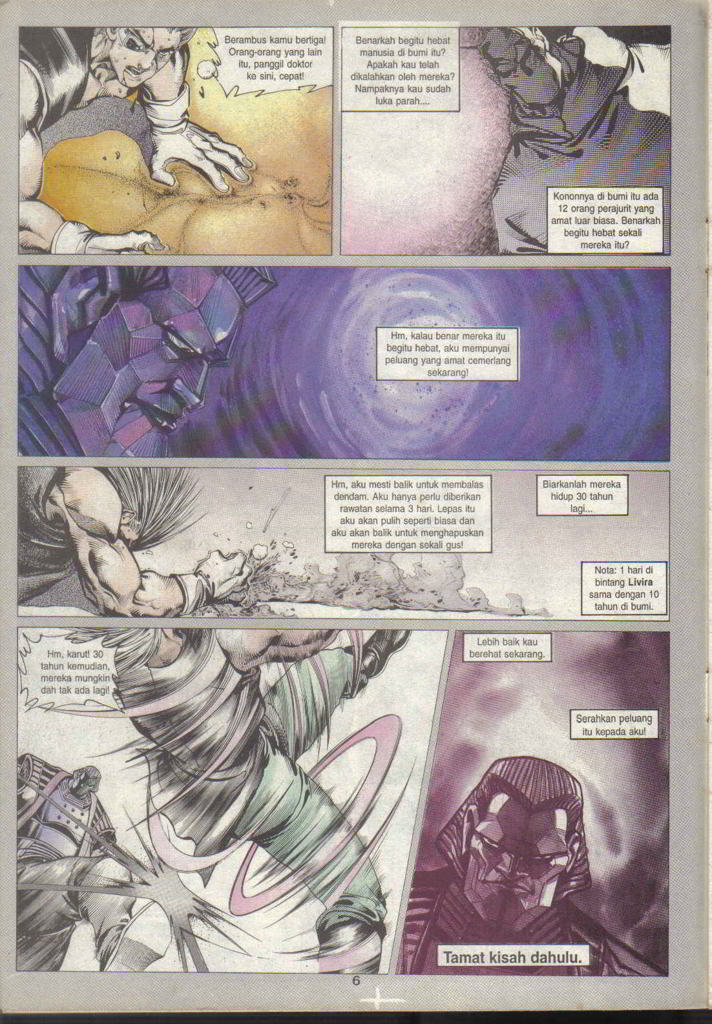 Berambus kamu bertiga!
Orang-orang yang lain
itu, panggil doktor
ke sini, cepat!
Benarkah begitu hebat
manusia di bumi itu?
Apakah kau telah
dikalahkan oleh mereka?
Nampaknya kau sudah
luka parah....
Kononnya di bumi itu ada
12 orang perajurit yang
amat luar biasa. Benarkah
begitu hebat sekali
mereka itu?
Hm, kalau benar mereka itu
begitu hebat, aku mempunyai
peluang yang amat cemerlang
sekarang!
Hm, aku mesti balik untuk membalas
dendam. Aku hanya perlu diberikan
rawatan selama 3 hari. Lepas itu
aku akan pulih seperti biasa dan
aku akan balik untuk menghapuskan
mereka dengan sekali gus!
Biarkanlah mereka
hidup 30 tahun
lagi...
Nota: 1 hari di
bintang Livira
sama dengan 10
tahun di bumi.
Hm, karut! 30
tahun kemudian,
mereka mungkin
dah tak ada lagi!
Lebih baik kau
berehat sekarang.
Serahkan peluang
itu kepada aku!
Tamat kisah dahulu.
6